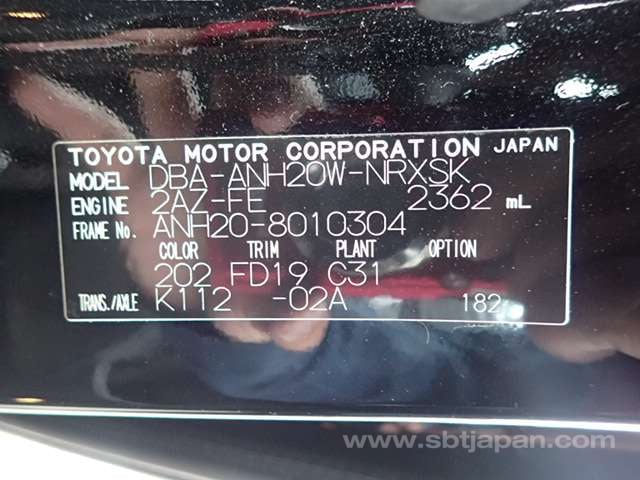 TOYOTA MOTOR CORPORATION JAPAN
MODEL DBA-ANH20W-NRXSK
ENGINE 2AZ-FE 2362 mL
FRAME No. ANH20-8010304
COLOR TRIM PLANT OPTION
202 FD19 C31
TRANS./AXLE K112 -02A 182
www.sbtjapan.com